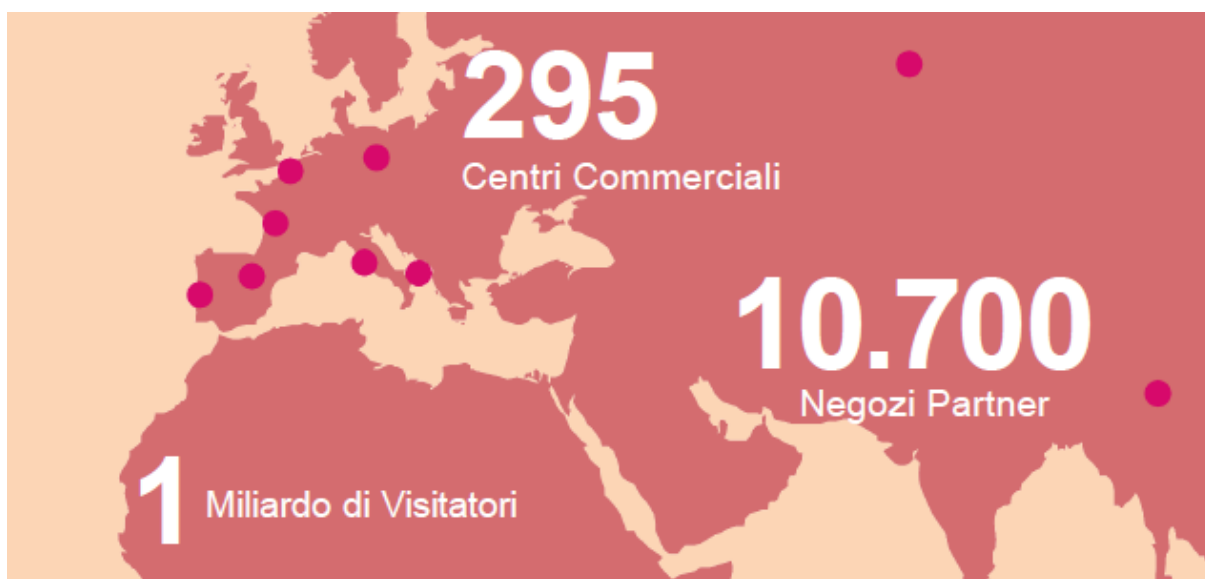 295
Centri Commerciali
10.700
Negozi Partner
1 Miliardo di Visitatori